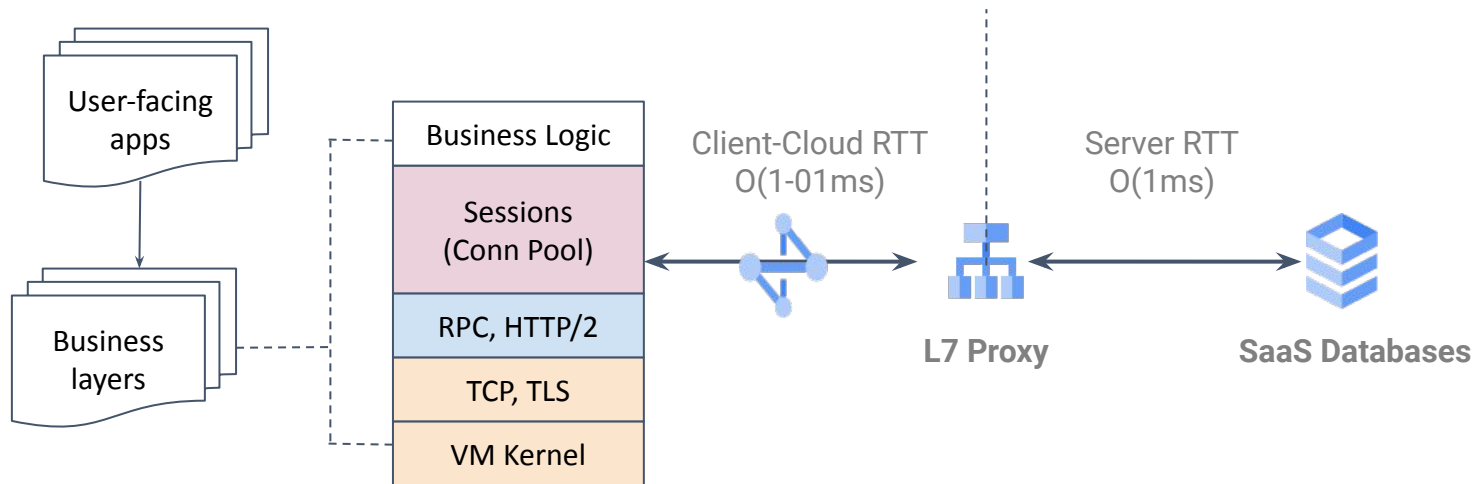 User-facing
apps
Business
layers
Business Logic
Sessions
(Conn Pool)
RPC, HTTP/2
TCP, TLS
VM Kernel
Client-Cloud RTT
O(1-01ms)
L7 Proxy
Server RTT
O(1ms)
SaaS Databases